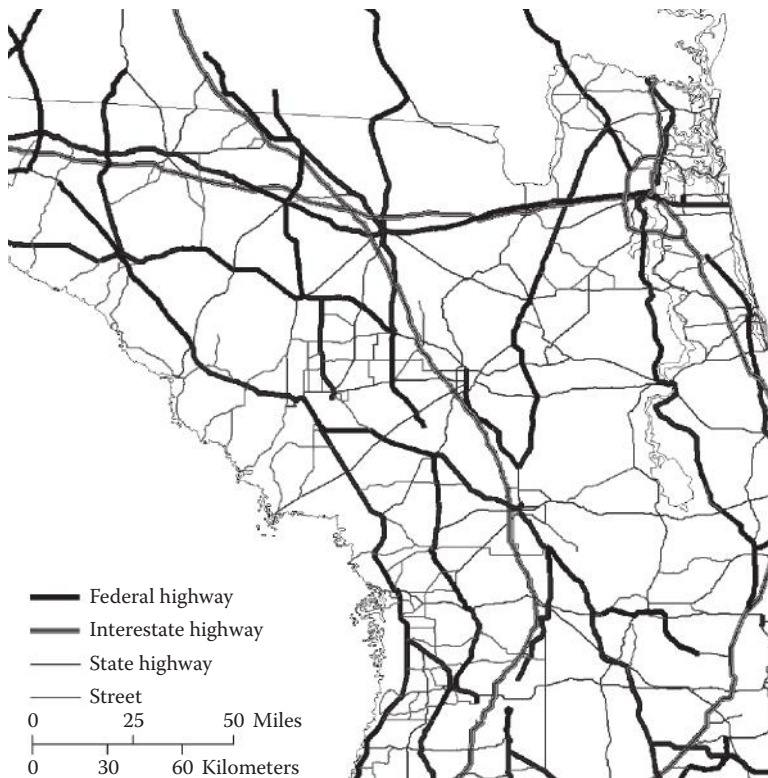 Federal highway
Interestate highway
State highway
Street
0 25 50 Miles
0 30 60 Kilometers